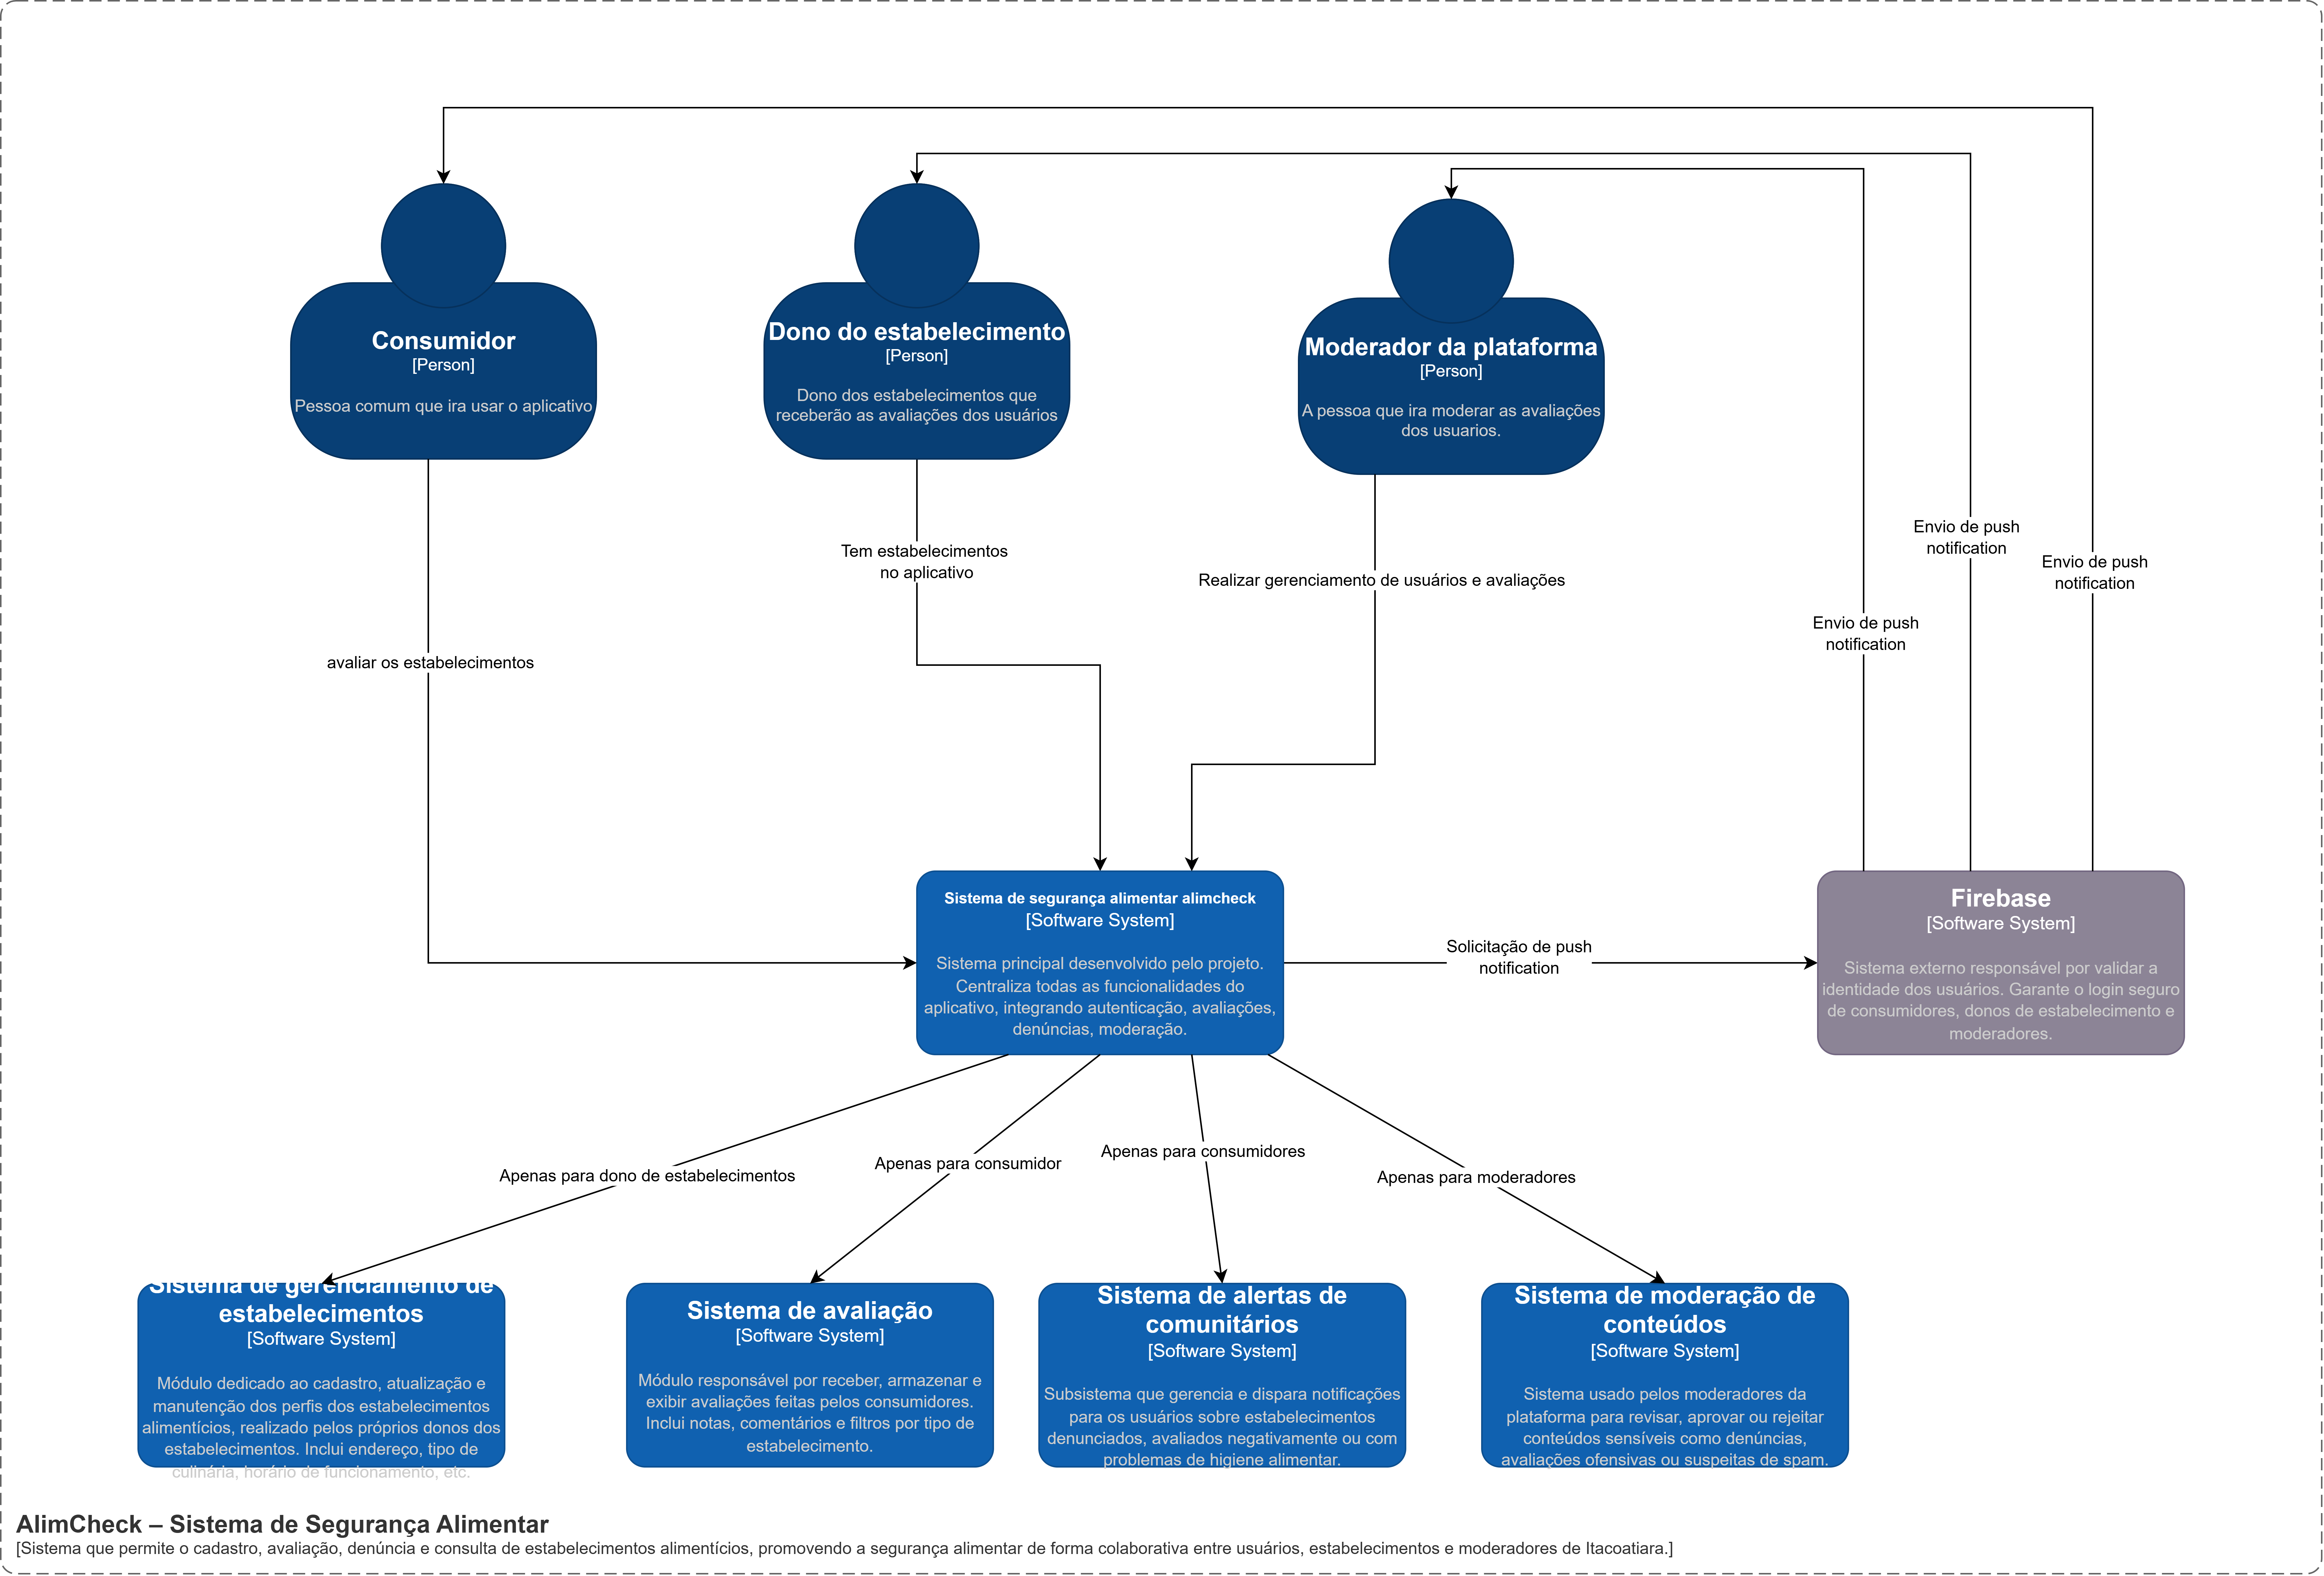 Consumidor
[Person]
Pessoa comum que ira usar o aplicativo
Dono do estabelecimento
[Person]
Dono dos estabelecimentos que
receberão as avaliações dos usuários
Moderador da plataforma
[Person]
A pessoa que ira moderar as avaliações
dos usuarios.
Envio de push
notification
Envio de push
notification
Envio de push
notification
Tem estabelecimentos
no aplicativo
Realizar gerenciamento de usuários e avaliações
avaliar os estabelecimentos
Sistema de segurança alimentar alimcheck
[Software System]
Sistema principal desenvolvido pelo projeto.
Centraliza todas as funcionalidades do
aplicativo, integrando autenticação, avaliações,
denúncias, moderação.
Solicitação de push
notification
Firebase
[Software System]
Sistema externo responsável por validar a
identidade dos usuários. Garante o login seguro
de consumidores, donos de estabelecimento e
moderadores.
Apenas para dono de estabelecimentos
Apenas para consumidor
Apenas para consumidores
Apenas para moderadores
Sistema de gerenciamento de
estabelecimentos
[Software System]
Módulo dedicado ao cadastro, atualização e
manutenção dos perfis dos estabelecimentos
alimentícios, realizado pelos próprios donos dos
estabelecimentos. Inclui endereço, tipo de
culinária, horário de funcionamento, etc.
Sistema de avaliação
[Software System]
Módulo responsável por receber, armazenar e
exibir avaliações feitas pelos consumidores.
Inclui notas, comentários e filtros por tipo de
estabelecimento.
Sistema de alertas de
comunitários
[Software System]
Subsistema que gerencia e dispara notificações
para os usuários sobre estabelecimentos
denunciados, avaliados negativamente ou com
problemas de higiene alimentar.
Sistema de moderação de
conteúdos
[Software System]
Sistema usado pelos moderadores da
plataforma para revisar, aprovar ou rejeitar
conteúdos sensíveis como denúncias,
avaliações ofensivas ou suspeitas de spam.
AlimCheck – Sistema de Segurança Alimentar
[Sistema que permite o cadastro, avaliação, denúncia e consulta de estabelecimentos alimentícios, promovendo a segurança alimentar de forma colaborativa entre usuários, estabelecimentos e moderadores de Itacoatiara.]